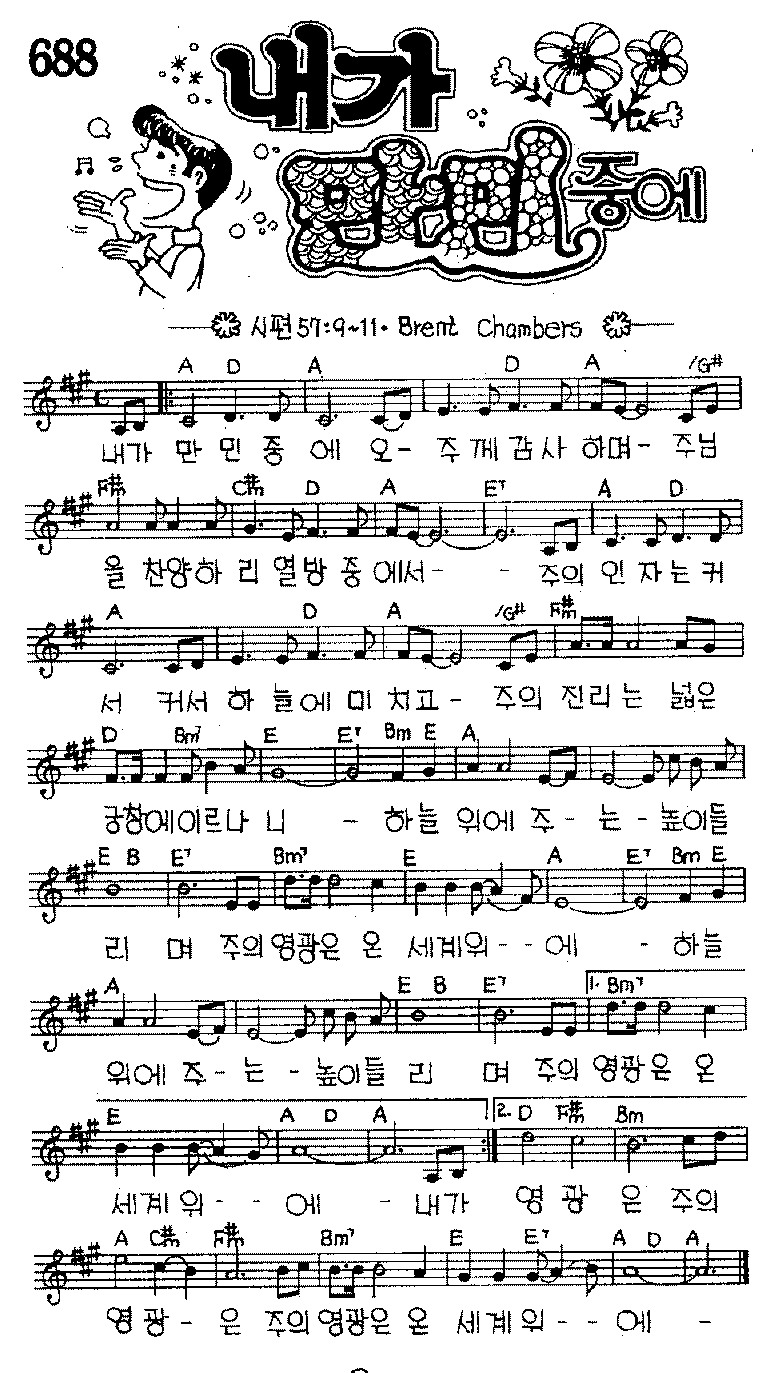 688
내가
만민중에
시편 57:9~11. Brent Chambers
A D A D A /G#
내가 만 민 중 에 오- 주께 감사 하며- 주님
F#m C#m D A E7 A D
을 찬양하 리 열방 중 에서- - 주의 인 자는 커
A D A /G# F#m
서 커서 하 늘에 미 치고- 주의 진리는 넓은
D Bm7 E E7 Bm E A
궁창에이르나 니 - 하늘 위에 주- 는- 높이들
E B E7 Bm7 E A E7 Bm E
리 며 주의영광은 온 세계위- - 에 - 하늘
A E B E7 1. Bm7
위에 주- 는- 높이들 리 며 주의 영광은 온
E A D A 2. D F#m Bm
세계위- - 에 - 내가 영 광 은 주의
A C#m F#m Bm7 E E7 A D A
영 광- 은 주의영광은 온 세계 위- - 에 -